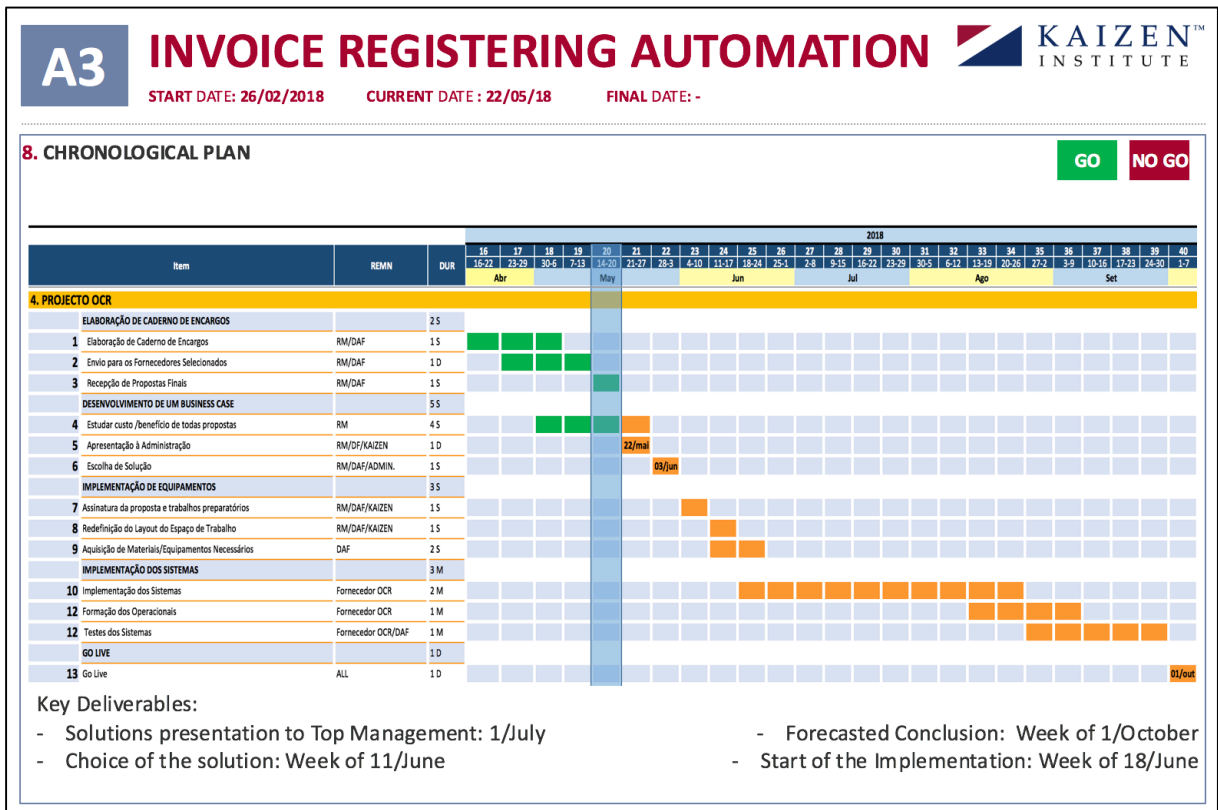 A3
INVOICE REGISTERING AUTOMATION
KAIZEN™
INSTITUTE
START DATE: 26/02/2018 CURRENT DATE : 22/05/18 FINAL DATE: -
8. CHRONOLOGICAL PLAN
GO NO GO
2018
Item REMN DUR 16 17 18 19 20 21 22 23 24 25 26 27 28 29 30 31 32 33 34 35 36 37 38 39 40
16-22 23-29 30-6 7-13 14-20 21-27 28-3 4-10 11-17 18-24 25-1 2-8 9-15 16-22 23-29 30-5 6-12 13-19 20-26 27-2 3-9 10-16 17-23 24-30 1-7
Abr May Jun Jul Ago Set
4. PROJECTO OCR
ELABORAÇÃO DE CADERNO DE ENCARGOS 2 S
1 Elaboração de Caderno de Encargos RM/DAF 1 S
2 Envio para os Fornecedores Selecionados RM/DAF 1 D
3 Recepção de Propostas Finais RM/DAF 1 S
DESENVOLVIMENTO DE UM BUSINESS CASE 5 S
4 Estudar custo /benefício de todas propostas RM 4 S
5 Apresentação à Administração RM/DF/KAIZEN 1 D 22/mai
6 Escolha de Solução RM/DAF/ADMIN. 1 S 03/jun
IMPLEMENTAÇÃO DE EQUIPAMENTOS 3 S
7 Assinatura da proposta e trabalhos preparatórios RM/DAF/KAIZEN 1 S
8 Redefinição do Layout do Espaço de Trabalho RM/DAF/KAIZEN 1 S
9 Aquisição de Materiais/Equipamentos Necessários DAF 2 S
IMPLEMENTAÇÃO DOS SISTEMAS 3 M
10 Implementação dos Sistemas Fornecedor OCR 2 M
12 Formação dos Operacionais Fornecedor OCR 1 M
12 Testes dos Sistemas Fornecedor OCR/DAF 1 M
GO LIVE 1 D
13 Go Live ALL 1 D 01/out
Key Deliverables:
- Solutions presentation to Top Management: 1/July
- Choice of the solution: Week of 11/June
- Forecasted Conclusion: Week of 1/October
- Start of the Implementation: Week of 18/June